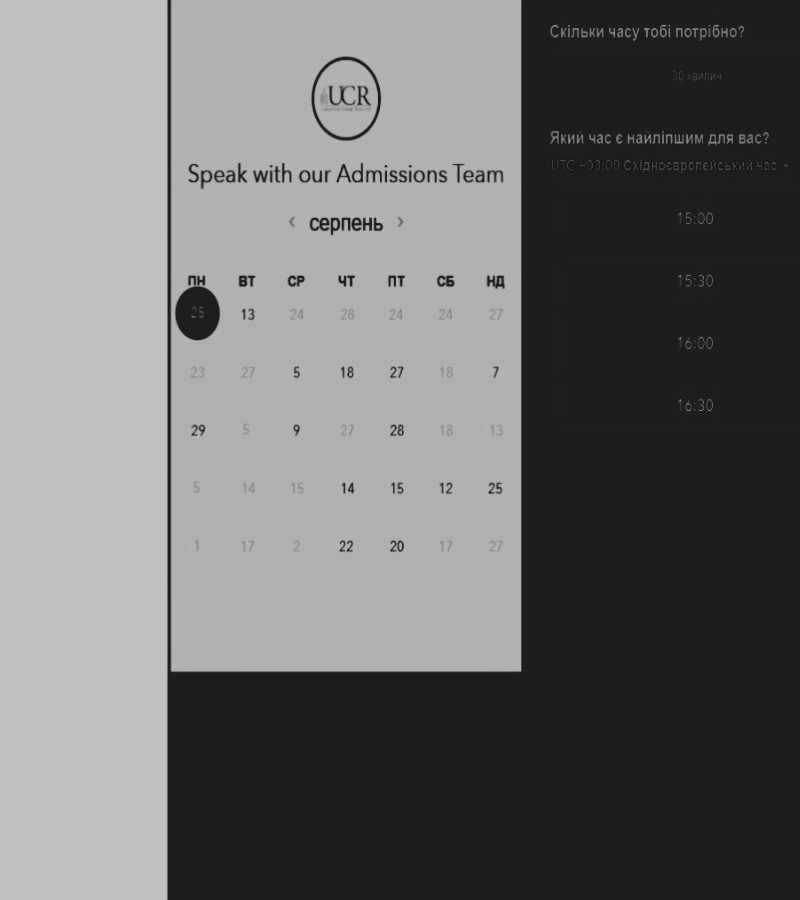 UCR
Speak with our Admissions Team
‹ серпень ›
ПН ВТ СР ЧТ ПТ СБ НД
25 13 24 28 24 24 27
23 27 5 18 27 18 7
29 5 9 27 28 18 13
5 14 15 14 15 12 25
1 17 2 22 20 17 27
Скільки часу тобі потрібно?
30 хвилин
Який час є найліпшим для вас?
UTC +03:00 Східноєвропейський час
15:00
15:30
16:00
16:30